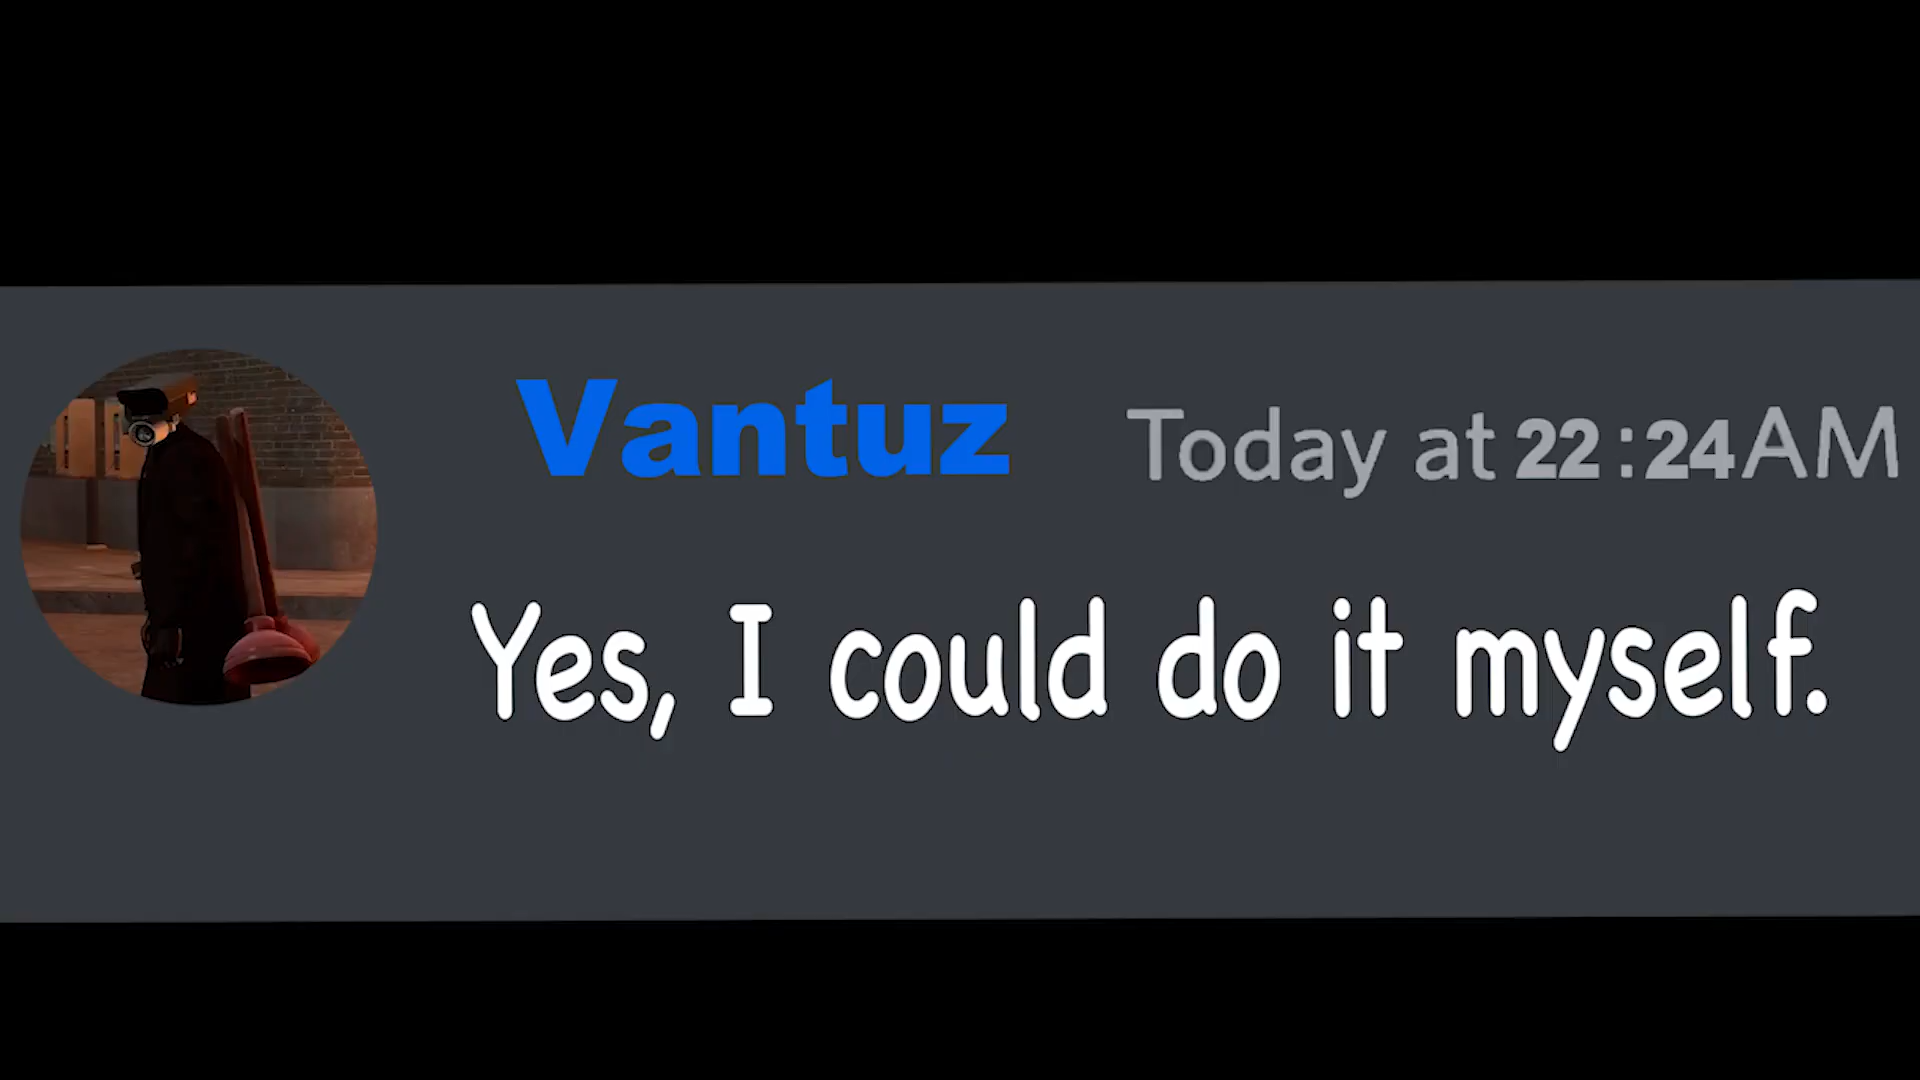 Vantuz Today at 22:24AM
Yes, I could do it myself.